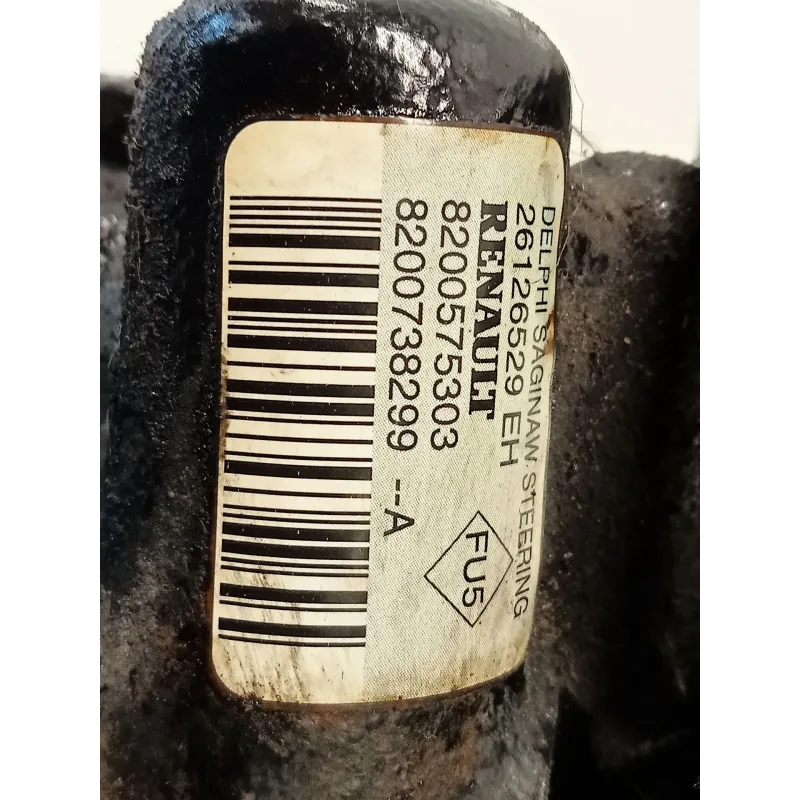 DELPHI SAGINAW STEERING
26126529 EH
RENAULT
8200575303
8200738299 --A
FU5